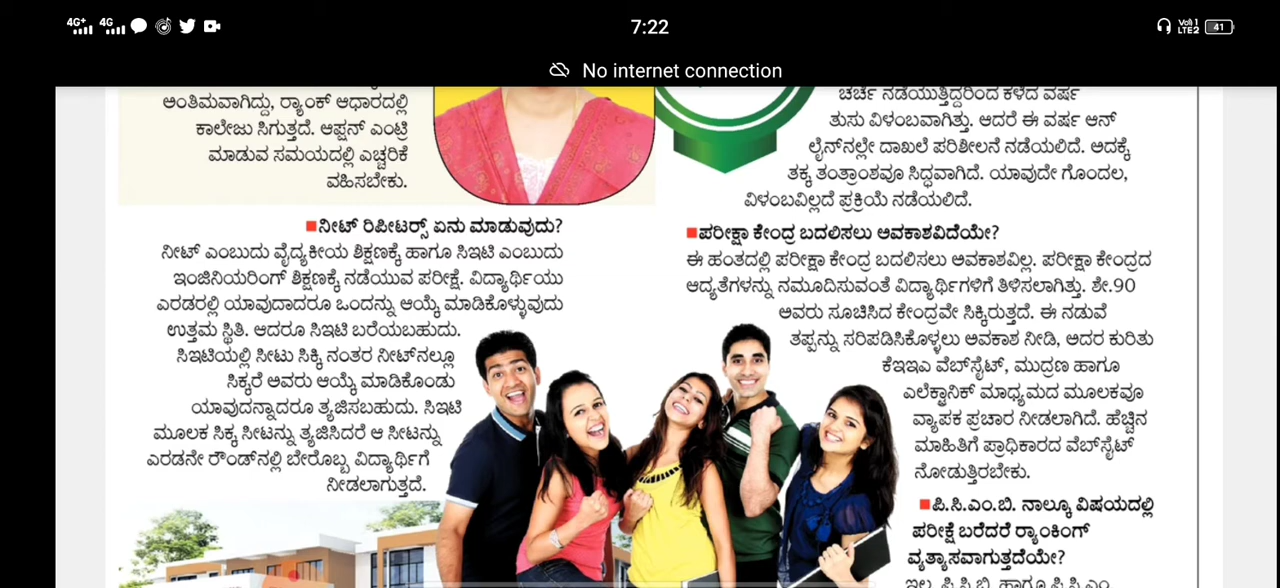 4G+
4G
7:22
Vol) 1
LTE2
41
No internet connection
ಅಂತಿಮವಾಗಿದ್ದು, ರ‍್ಯಾಂಕ್ ಆಧಾರದಲ್ಲಿ
ಕಾಲೇಜು ಸಿಗುತ್ತದೆ. ಆಪ್ಷನ್ ಎಂಟ್ರಿ
ಮಾಡುವ ಸಮಯದಲ್ಲಿ ಎಚ್ಚರಿಕೆ
ವಹಿಸಬೇಕು.
ನೀಟ್ ರಿಪೀಟರ್ಸ್ ಏನು ಮಾಡುವುದು?
ನೀಟ್ ಎಂಬುದು ವೈದ್ಯಕೀಯ ಶಿಕ್ಷಣಕ್ಕೆ ಹಾಗೂ ಸಿಇಟಿ ಎಂಬುದು
ಇಂಜಿನಿಯರಿಂಗ್ ಶಿಕ್ಷಣಕ್ಕೆ ನಡೆಯುವ ಪರೀಕ್ಷೆ. ವಿದ್ಯಾರ್ಥಿಯು
ಎರಡರಲ್ಲಿ ಯಾವುದಾದರೂ ಒಂದನ್ನು ಆಯ್ಕೆ ಮಾಡಿಕೊಳ್ಳುವುದು
ಉತ್ತಮ ಸ್ಥಿತಿ. ಆದರೂ ಸಿಇಟಿ ಬರೆಯಬಹುದು.
ಸಿಇಟಿಯಲ್ಲಿ ಸೀಟು ಸಿಕ್ಕಿ ನಂತರ ನೀಟ್‌ನಲ್ಲೂ
ಸಿಕ್ಕರೆ ಅವರು ಆಯ್ಕೆ ಮಾಡಿಕೊಂಡು
ಯಾವುದನ್ನಾದರೂ ತ್ಯಜಿಸಬಹುದು. ಸಿಇಟಿ
ಮೂಲಕ ಸಿಕ್ಕ ಸೀಟನ್ನು ತ್ಯಜಿಸಿದರೆ ಆ ಸೀಟನ್ನು
ಎರಡನೇ ರೌಂಡ್‌ನಲ್ಲಿ ಬೇರೊಬ್ಬ ವಿದ್ಯಾರ್ಥಿಗೆ
ನೀಡಲಾಗುತ್ತದೆ.
ಚರ್ಚೆ ನಡೆಯುತ್ತಿದ್ದರಿಂದ ಕಳೆದ ವರ್ಷ
ತುಸು ವಿಳಂಬವಾಗಿತ್ತು. ಆದರೆ ಈ ವರ್ಷ ಆನ್
ಲೈನ್‌ನಲ್ಲೇ ದಾಖಲೆ ಪರಿಶೀಲನೆ ನಡೆಯಲಿದೆ. ಅದಕ್ಕೆ
ತಕ್ಕ ತಂತ್ರಾಂಶವೂ ಸಿದ್ಧವಾಗಿದೆ. ಯಾವುದೇ ಗೊಂದಲ,
ವಿಳಂಬವಿಲ್ಲದೆ ಪ್ರಕ್ರಿಯೆ ನಡೆಯಲಿದೆ.
ಪರೀಕ್ಷಾ ಕೇಂದ್ರ ಬದಲಿಸಲು ಅವಕಾಶವಿದೆಯೇ?
ಈ ಹಂತದಲ್ಲಿ ಪರೀಕ್ಷಾ ಕೇಂದ್ರ ಬದಲಿಸಲು ಅವಕಾಶವಿಲ್ಲ. ಪರೀಕ್ಷಾ ಕೇಂದ್ರದ
ಆದ್ಯತೆಗಳನ್ನು ನಮೂದಿಸುವಂತೆ ವಿದ್ಯಾರ್ಥಿಗಳಿಗೆ ತಿಳಿಸಲಾಗಿತ್ತು. ಶೇ.90
ಅವರು ಸೂಚಿಸಿದ ಕೇಂದ್ರವೇ ಸಿಕ್ಕಿರುತ್ತದೆ. ಈ ನಡುವೆ
ತಪ್ಪನ್ನು ಸರಿಪಡಿಸಿಕೊಳ್ಳಲು ಅವಕಾಶ ನೀಡಿ, ಅದರ ಕುರಿತು
ಕೆಇಎ ವೆಬ್‌ಸೈಟ್, ಮುದ್ರಣ ಹಾಗೂ
ಎಲೆಕ್ಟ್ರಾನಿಕ್ ಮಾಧ್ಯಮದ ಮೂಲಕವೂ
ವ್ಯಾಪಕ ಪ್ರಚಾರ ನೀಡಲಾಗಿದೆ. ಹೆಚ್ಚಿನ
ಮಾಹಿತಿಗೆ ಪ್ರಾಧಿಕಾರದ ವೆಬ್‌ಸೈಟ್
ನೋಡುತ್ತಿರಬೇಕು.
ಪಿ.ಸಿ.ಎಂ.ಬಿ. ನಾಲ್ಕೂ ವಿಷಯದಲ್ಲಿ
ಪರೀಕ್ಷೆ ಬರೆದರೆ ರ‍್ಯಾಂಕಿಂಗ್
ವ್ಯತ್ಯಾಸವಾಗುತ್ತದೆಯೇ?